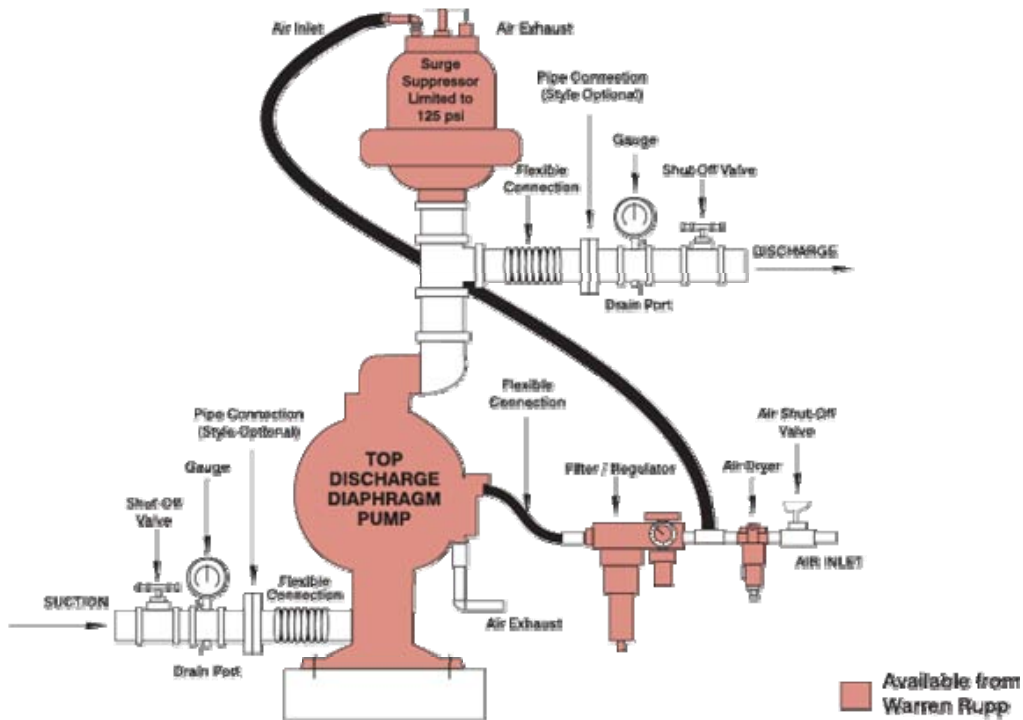 Air Inlet
Air Exhaust
Surge
Suppressor
Limited to
125 psi
Pipe Connection
(Style Optional)
Gauge
Flexible
Connection
Shut-Off Valve
DISCHARGE
Drain Port
Flexible
Connection
Pipe Connection
(Style Optional)
Gauge
Shut-Off
Valve
TOP
DISCHARGE
DIAPHRAGM
PUMP
Filter / Regulator
Air Dryer
Air Shut-Off
Valve
AIR INLET
SUCTION
Flexible
Connection
Drain Port
Air Exhaust
Available from
Warren Rupp